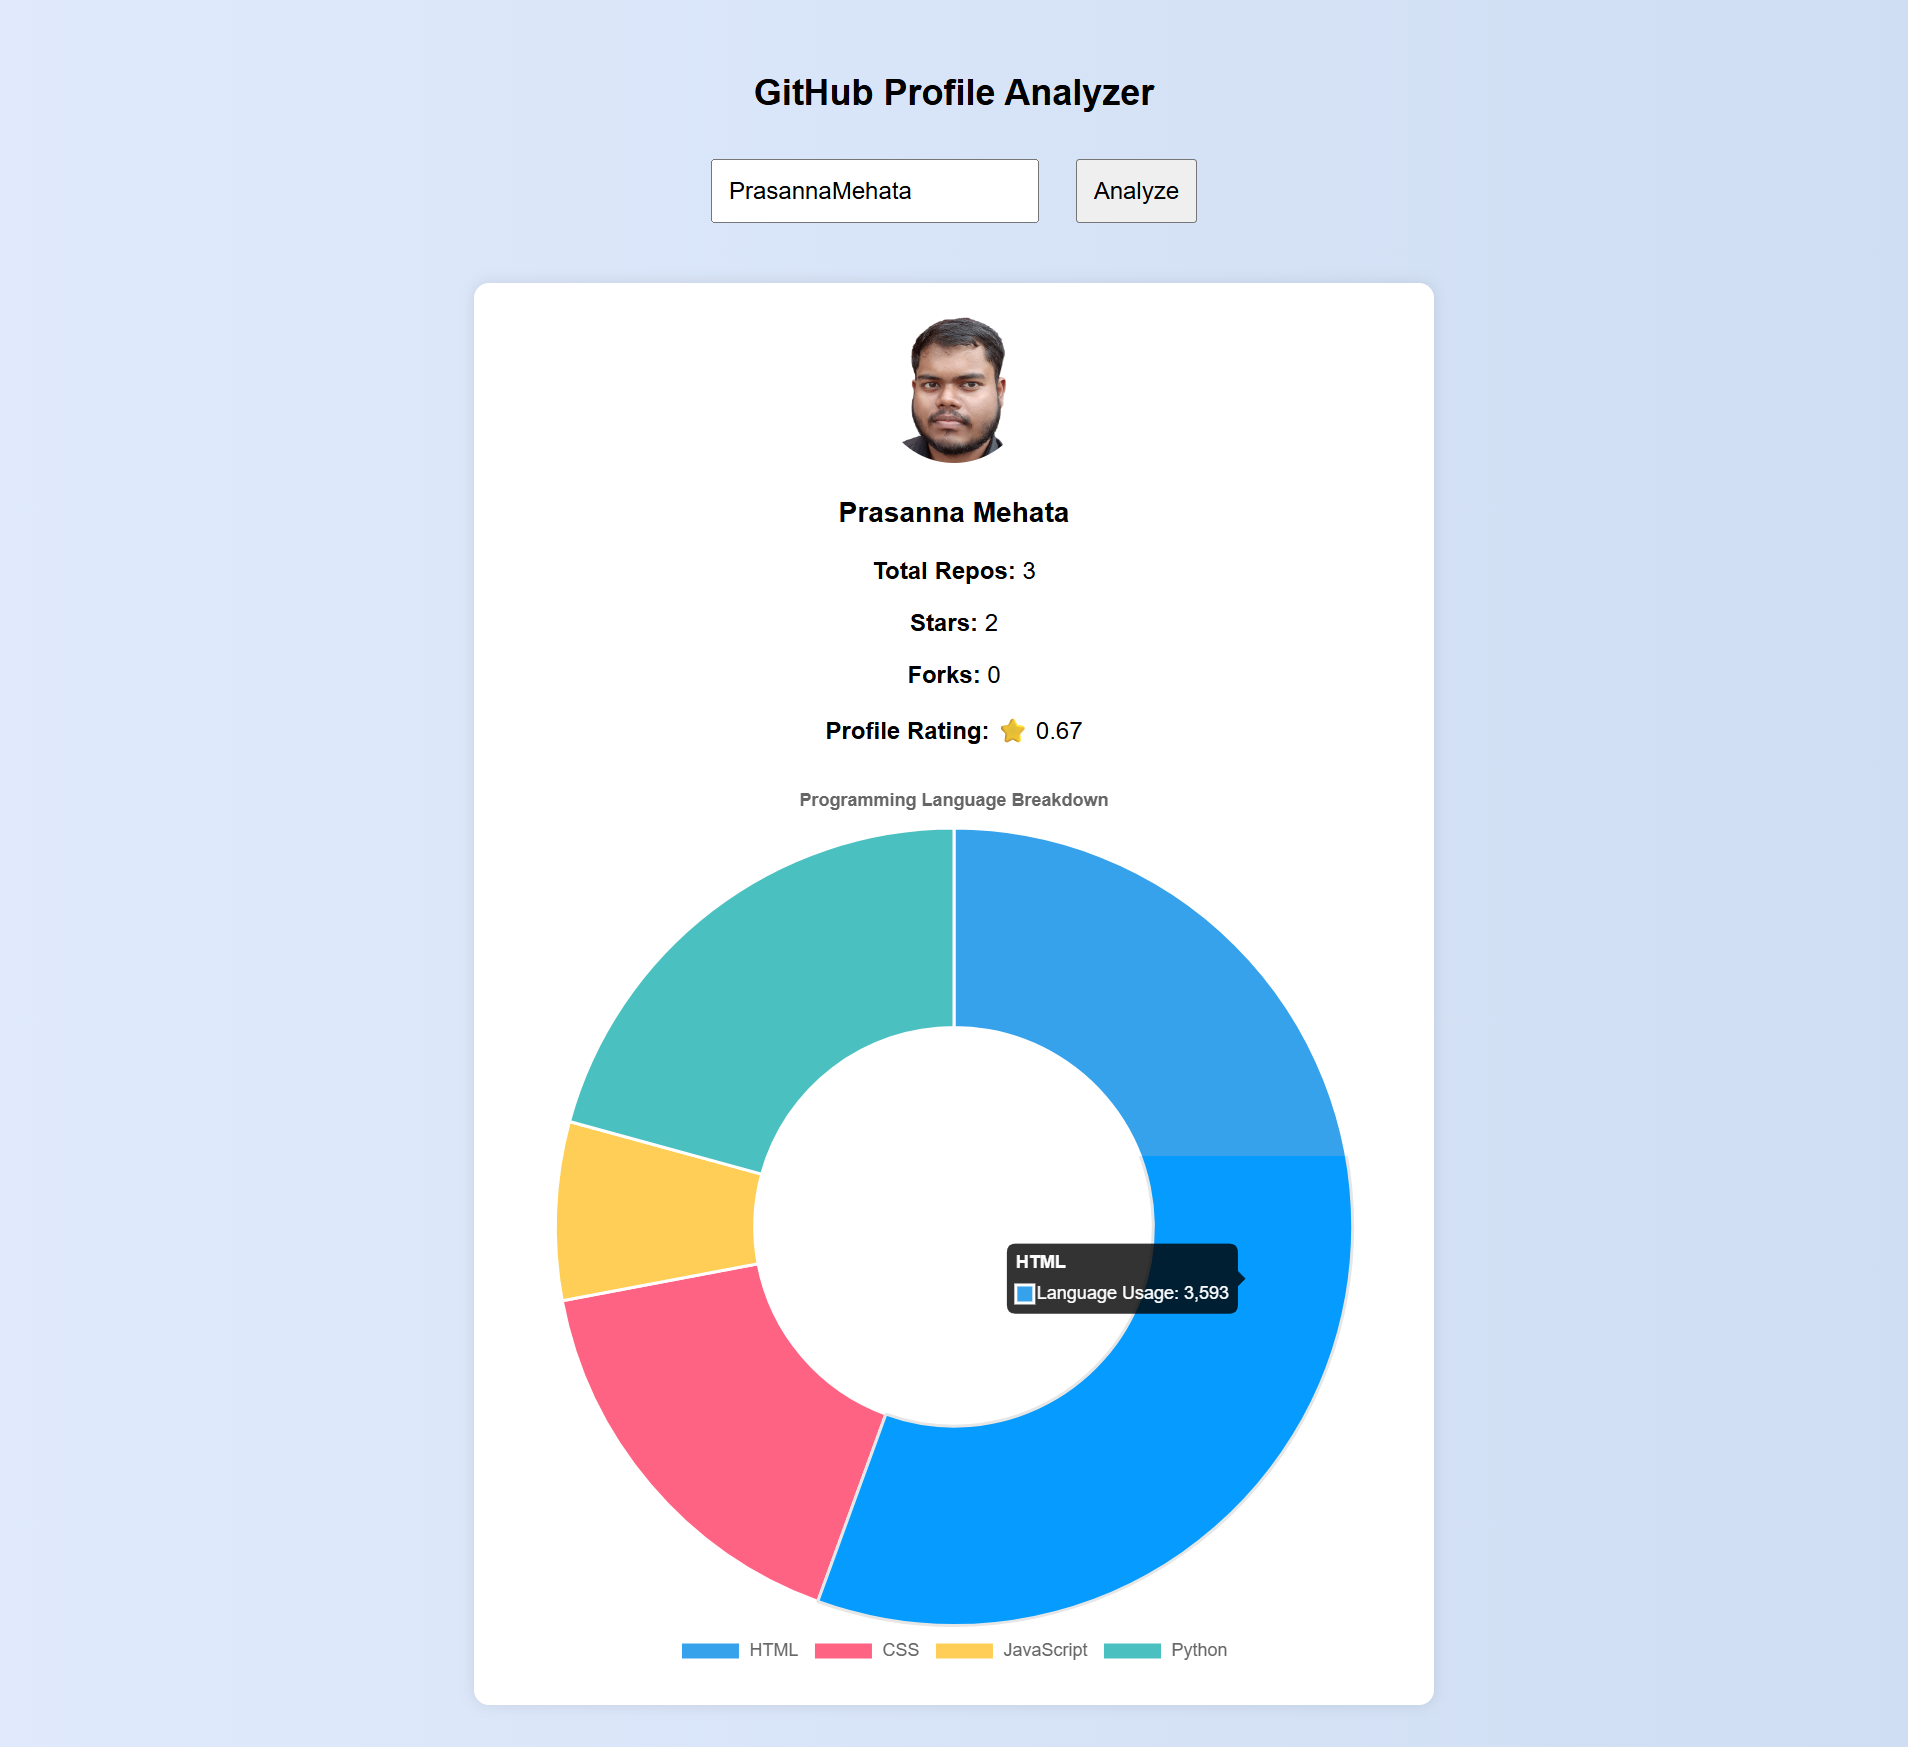 GitHub Profile Analyzer
PrasannaMehata Analyze
Prasanna Mehata
Total Repos: 3
Stars: 2
Forks: 0
Profile Rating: ⭐ 0.67
Programming Language Breakdown
HTML
Language Usage: 3,593
HTML CSS JavaScript Python